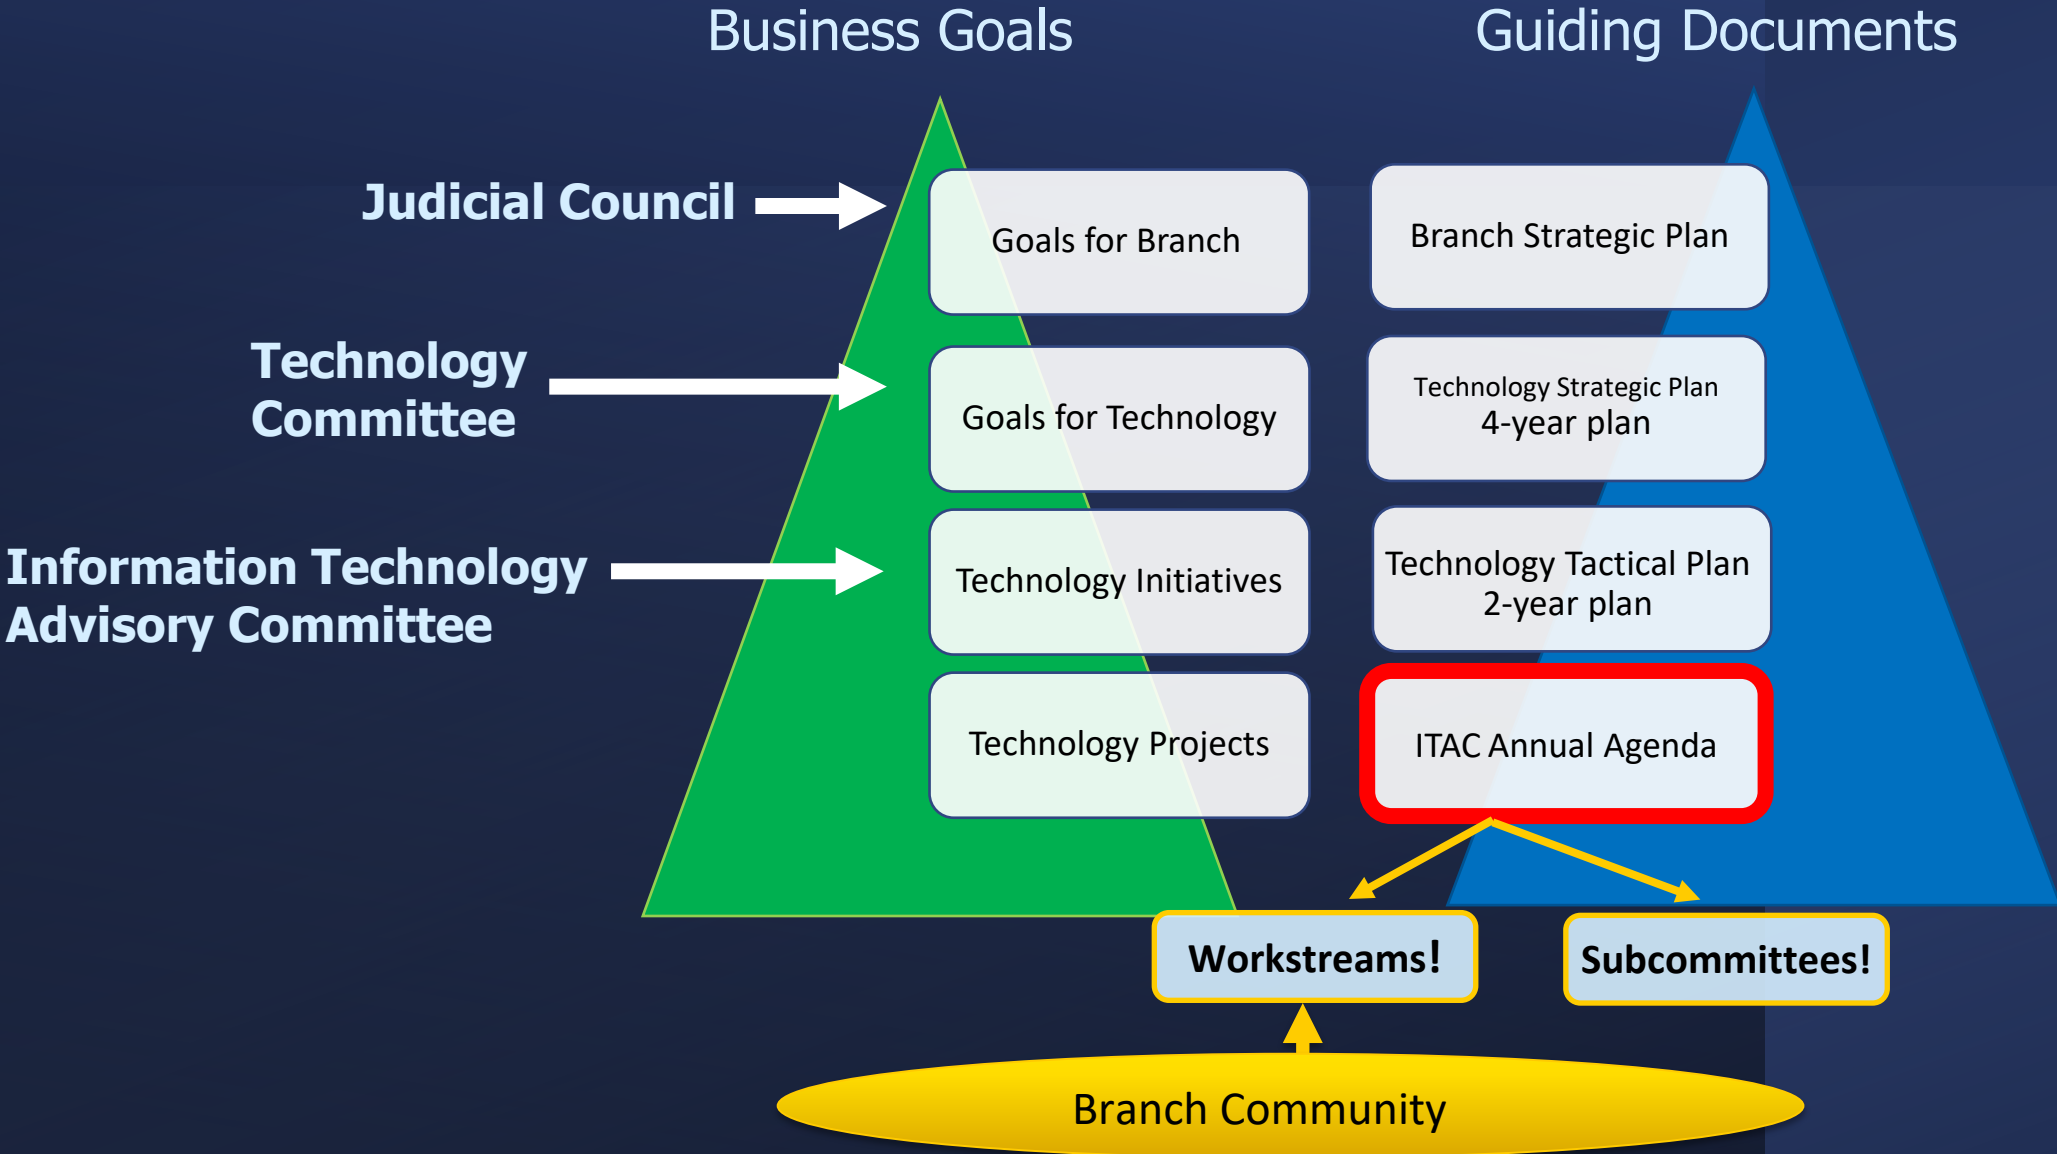 Business Goals
Guiding Documents
Judicial Council
Goals for Branch
Branch Strategic Plan
Technology
Committee
Goals for Technology
Technology Strategic Plan
4-year plan
Information Technology
Advisory Committee
Technology Initiatives
Technology Tactical Plan
2-year plan
Technology Projects
ITAC Annual Agenda
Workstreams!
Subcommittees!
Branch Community